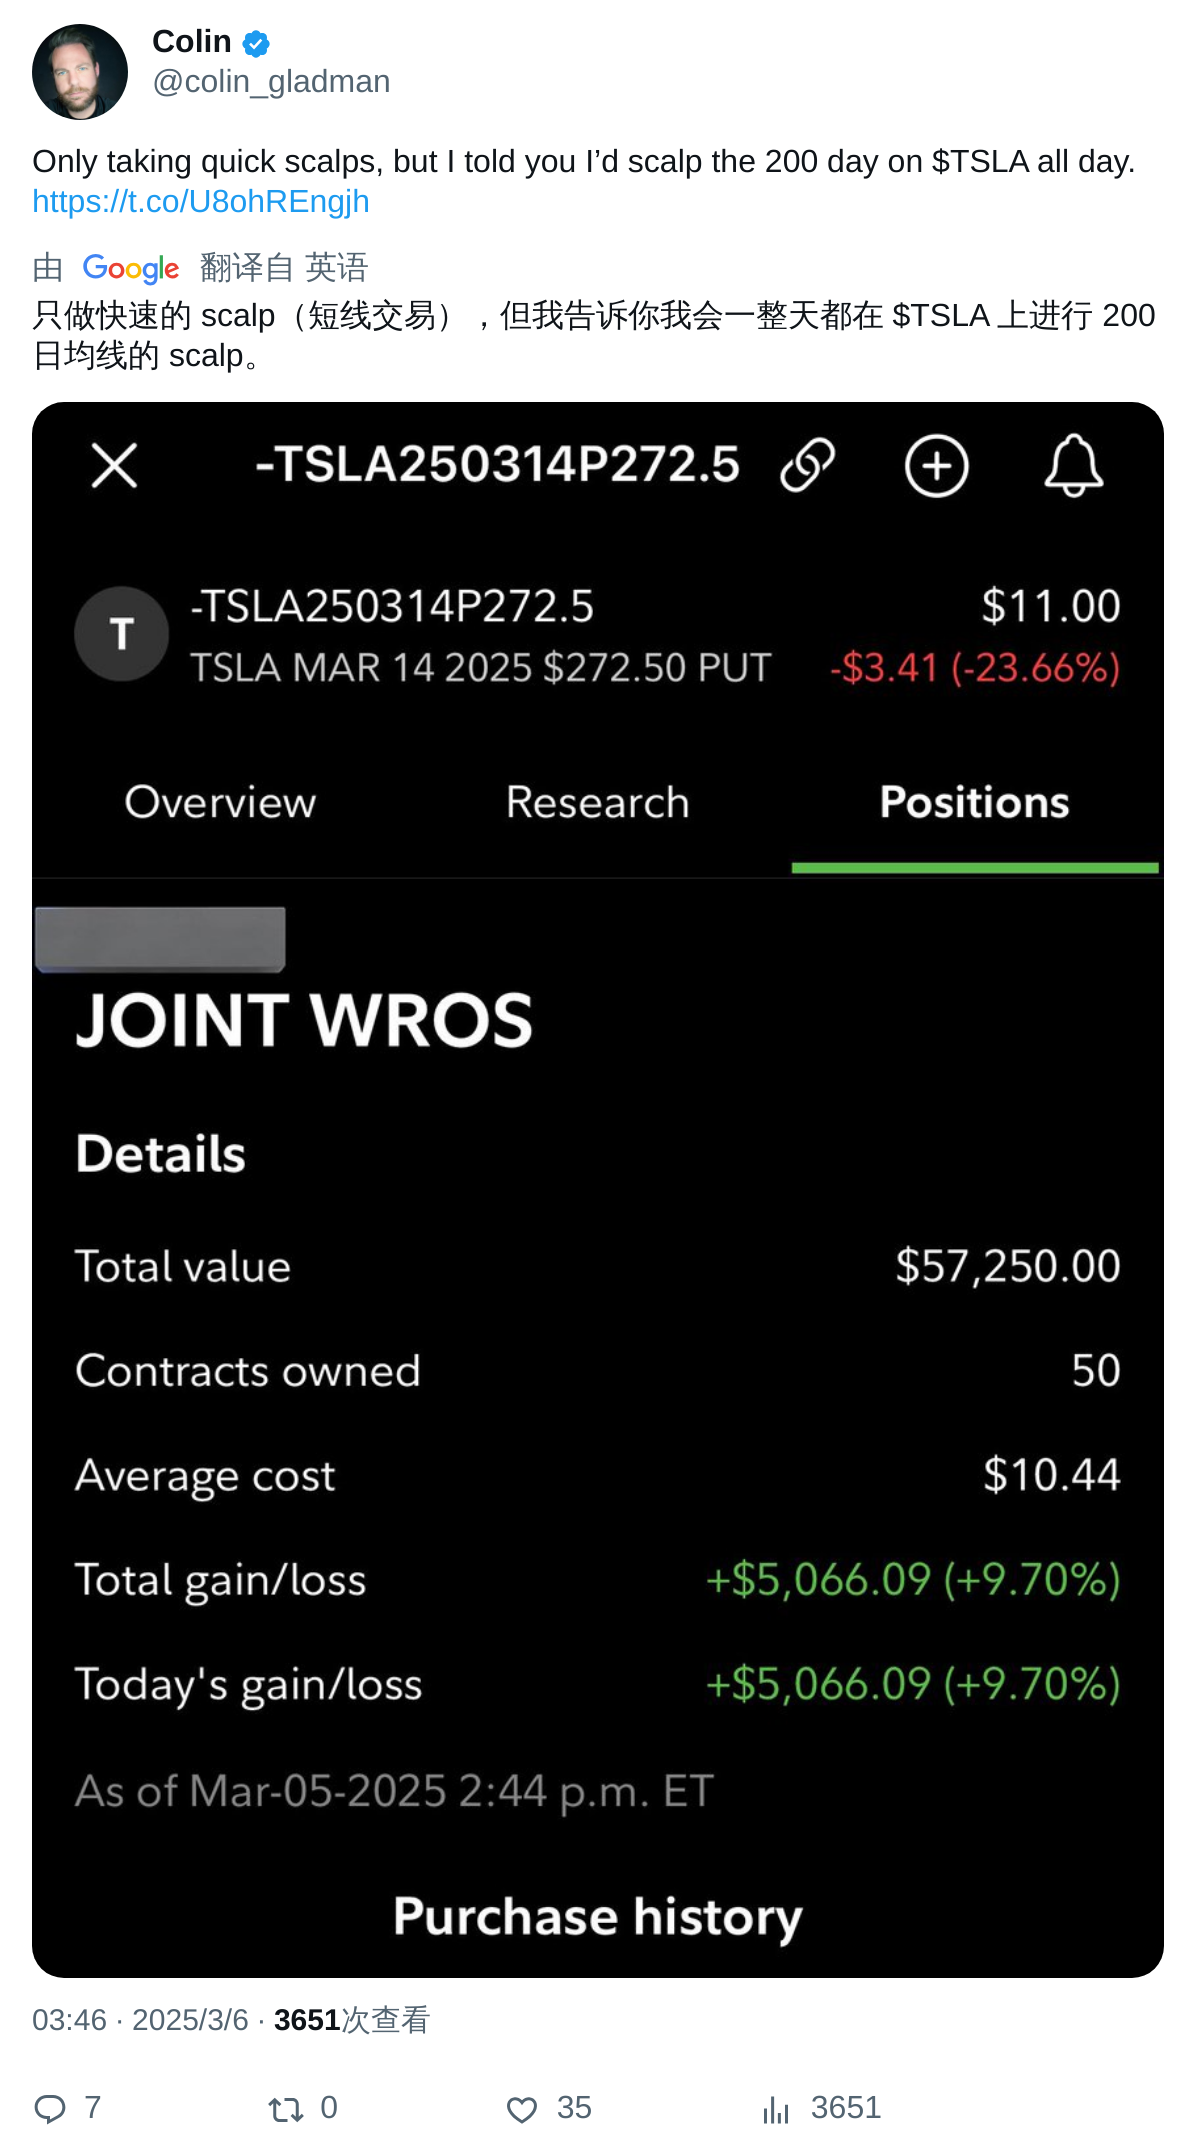 Colin
@colin_gladman
Only taking quick scalps, but I told you I’d scalp the 200 day on $TSLA all day.
https://t.co/U8ohREngjh
由 Google 翻译自 英语
只做快速的 scalp（短线交易），但我告诉你我会一整天都在 $TSLA 上进行 200
日均线的 scalp。
-TSLA250314P272.5
T
-TSLA250314P272.5 $11.00
TSLA MAR 14 2025 $272.50 PUT -$3.41 (-23.66%)
Overview Research Positions
JOINT WROS
Details
Total value $57,250.00
Contracts owned 50
Average cost $10.44
Total gain/loss +$5,066.09 (+9.70%)
Today's gain/loss +$5,066.09 (+9.70%)
As of Mar-05-2025 2:44 p.m. ET
Purchase history
03:46 · 2025/3/6 · 3651次查看
7 0 35 3651